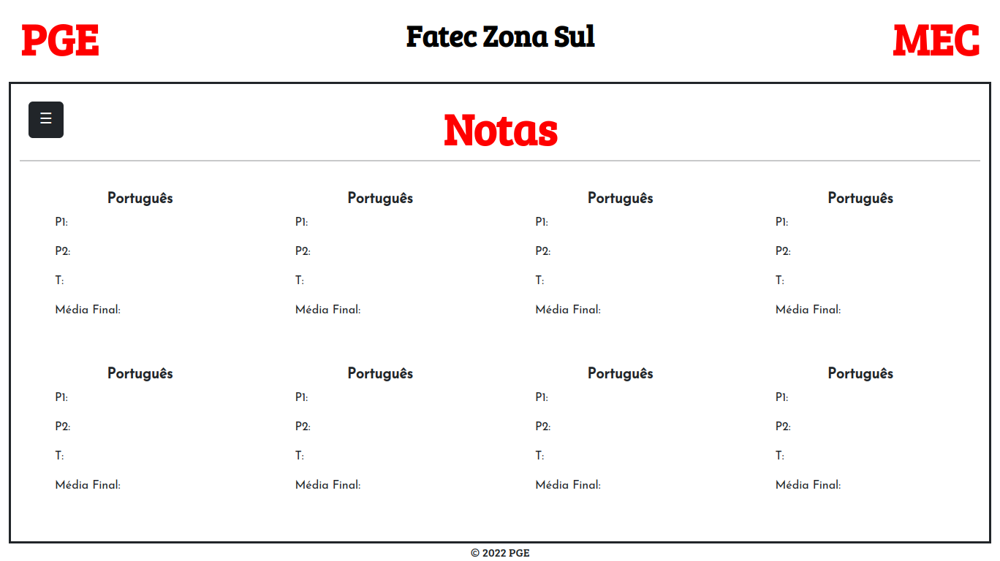 PGE Fatec Zona Sul MEC
☰ Notas
Português Português Português Português
P1: P1: P1: P1:
P2: P2: P2: P2:
T: T: T: T:
Média Final: Média Final: Média Final: Média Final:
Português Português Português Português
P1: P1: P1: P1:
P2: P2: P2: P2:
T: T: T: T:
Média Final: Média Final: Média Final: Média Final:
© 2022 PGE